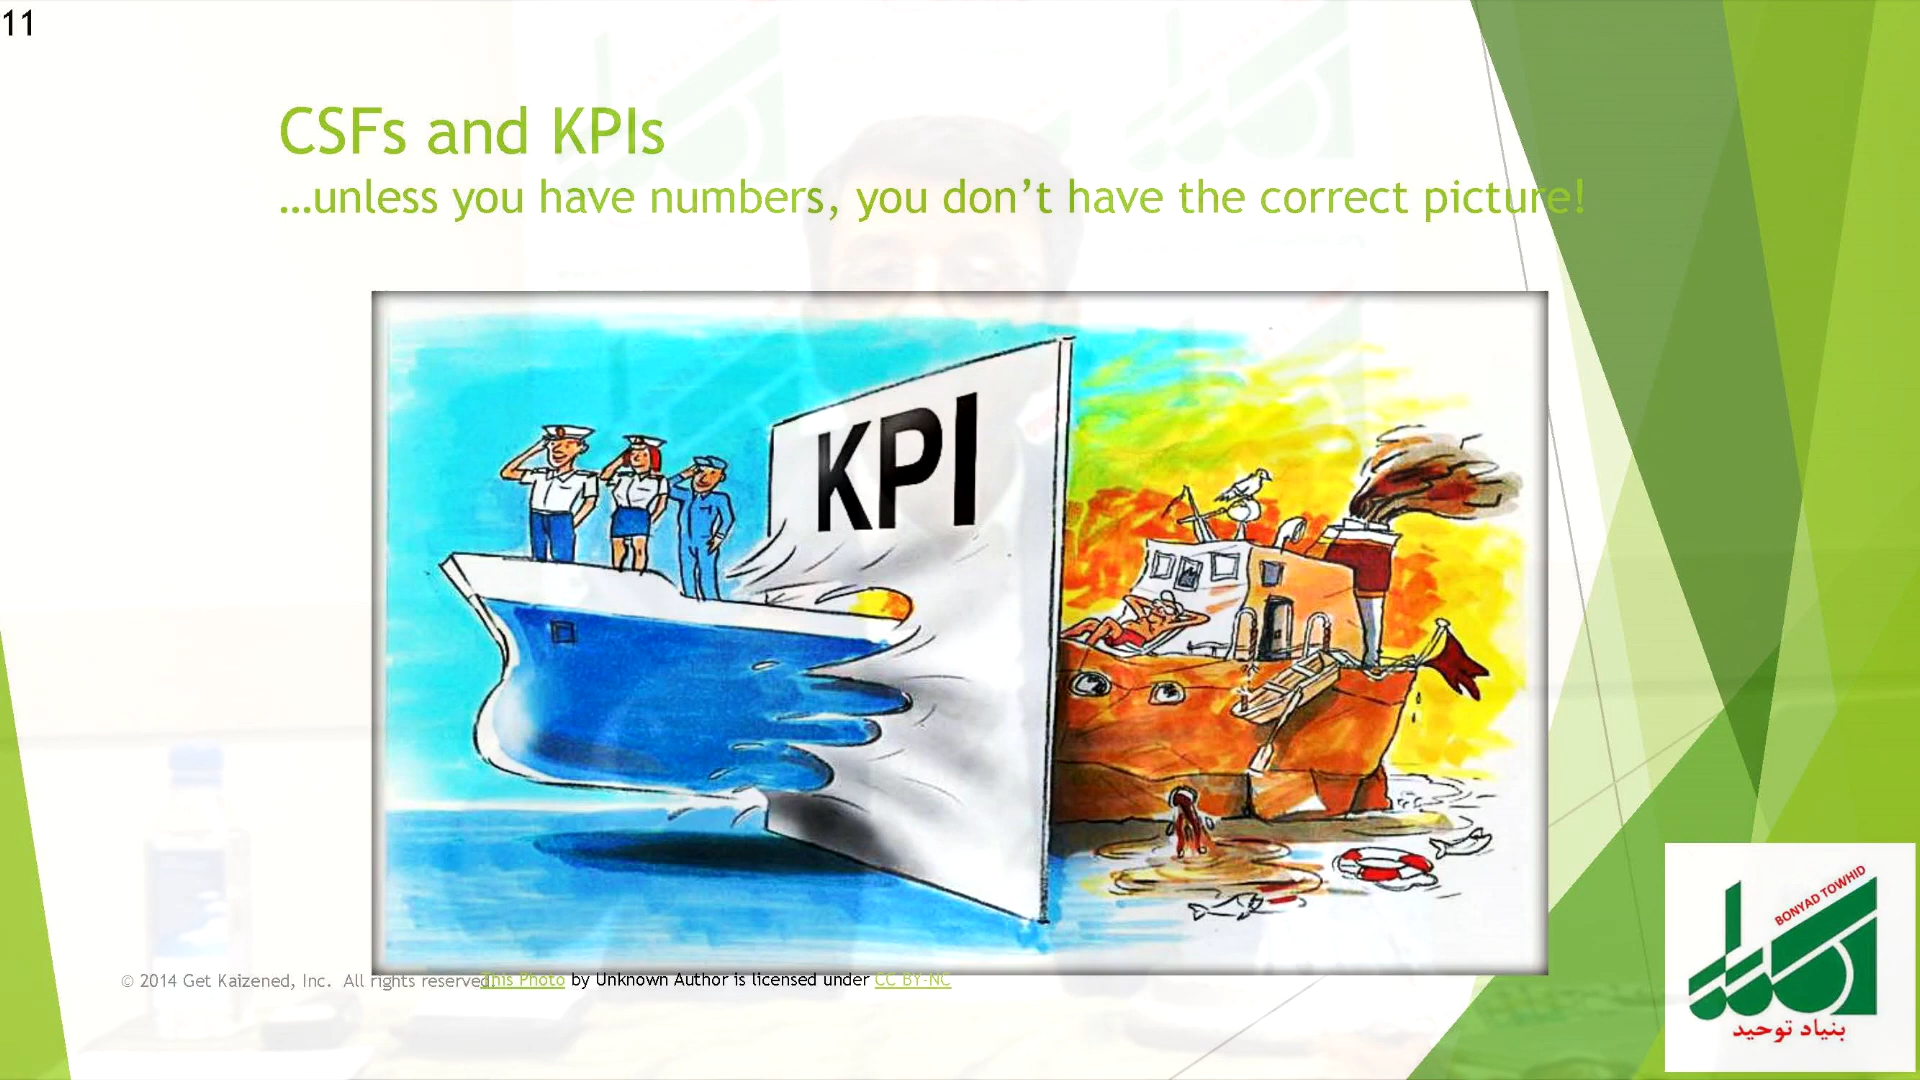 11
CSFs and KPIs
…unless you have numbers, you don’t have the correct picture!
KPI
© 2014 Get Kaizened, Inc. All rights reserved.
This Photo by Unknown Author is licensed under CC BY-NC
BONYAD TOWHID
بنیاد توحید